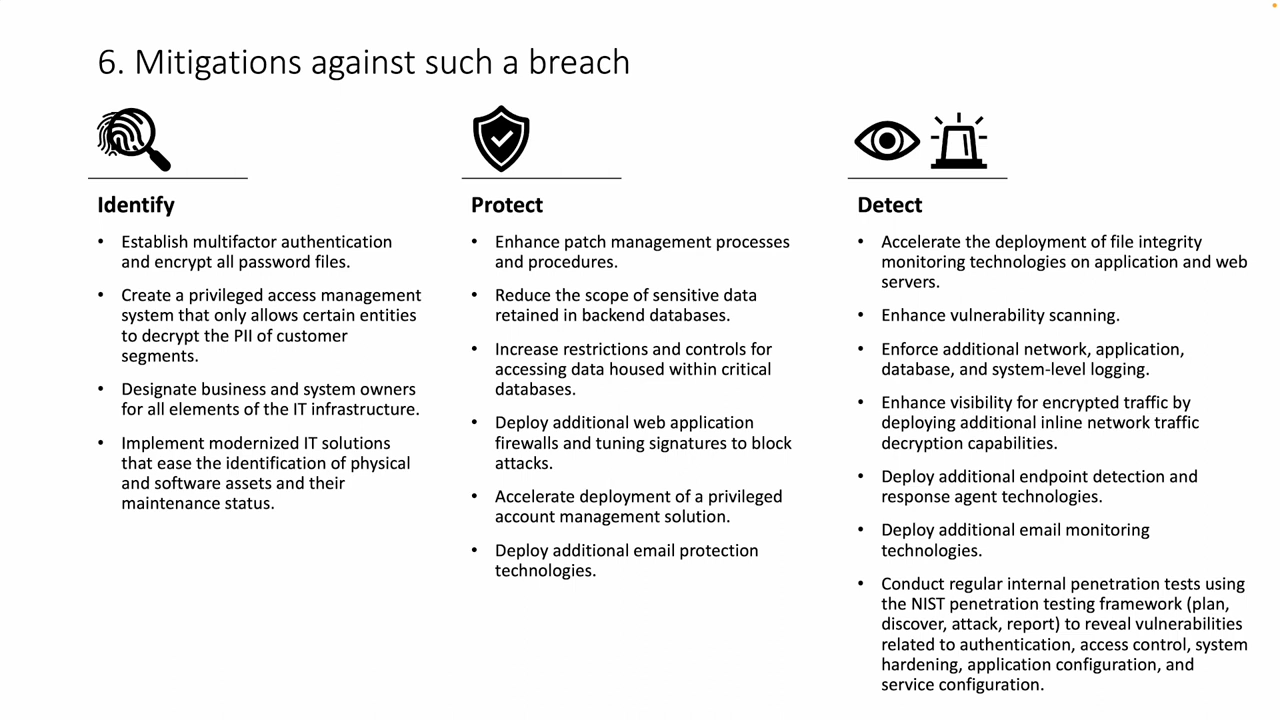 6. Mitigations against such a breach
Identify
• Establish multifactor authentication
and encrypt all password files.
• Create a privileged access management
system that only allows certain entities
to decrypt the PII of customer
segments.
• Designate business and system owners
for all elements of the IT infrastructure.
• Implement modernized IT solutions
that ease the identification of physical
and software assets and their
maintenance status.
Protect
• Enhance patch management processes
and procedures.
• Reduce the scope of sensitive data
retained in backend databases.
• Increase restrictions and controls for
accessing data housed within critical
databases.
• Deploy additional web application
firewalls and tuning signatures to block
attacks.
• Accelerate deployment of a privileged
account management solution.
• Deploy additional email protection
technologies.
Detect
• Accelerate the deployment of file integrity
monitoring technologies on application and web
servers.
• Enhance vulnerability scanning.
• Enforce additional network, application,
database, and system-level logging.
• Enhance visibility for encrypted traffic by
deploying additional inline network traffic
decryption capabilities.
• Deploy additional endpoint detection and
response agent technologies.
• Deploy additional email monitoring
technologies.
• Conduct regular internal penetration tests using
the NIST penetration testing framework (plan,
discover, attack, report) to reveal vulnerabilities
related to authentication, access control, system
hardening, application configuration, and
service configuration.